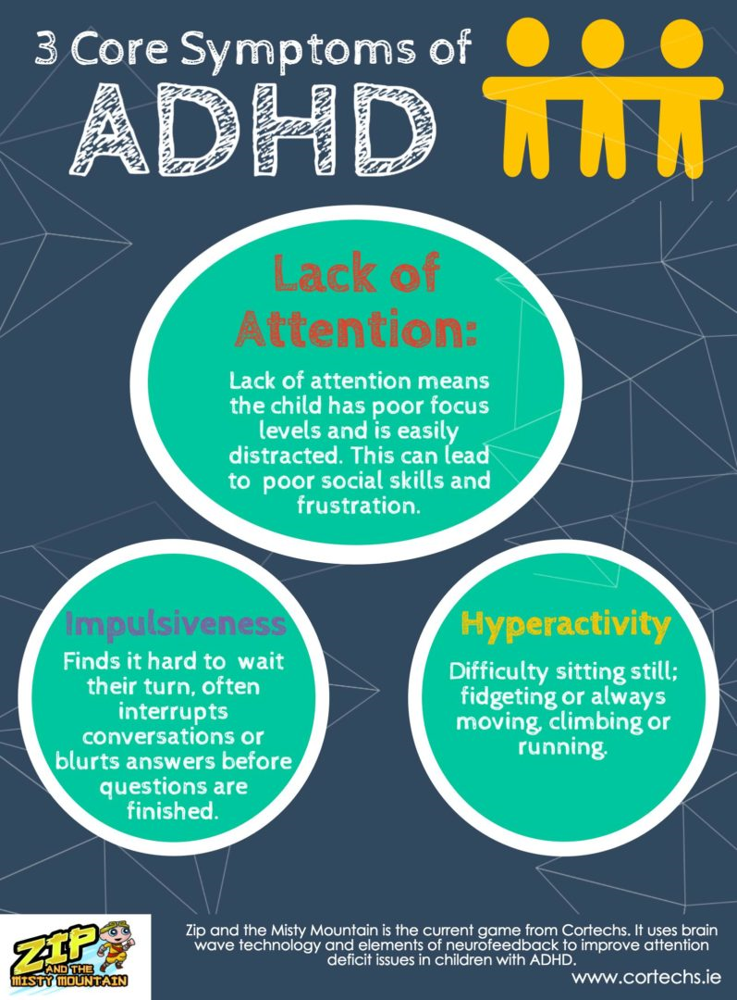 3 Core Symptoms of
ADHD
Lack of
Attention:
Lack of attention means
the child has poor focus
levels and is easily
distracted. This can lead
to poor social skills and
frustration.
Impulsiveness
Finds it hard to wait
their turn, often
interrupts
conversations or
blurts answers before
questions are
finished.
Hyperactivity
Difficulty sitting still;
fidgeting or always
moving, climbing or
running.
ZIP
AND THE
MISTY MOUNTAIN
Zip and the Misty Mountain is the current game from Cortechs. It uses brain
wave technology and elements of neurofeedback to improve attention
deficit issues in children with ADHD.
www.cortechs.ie